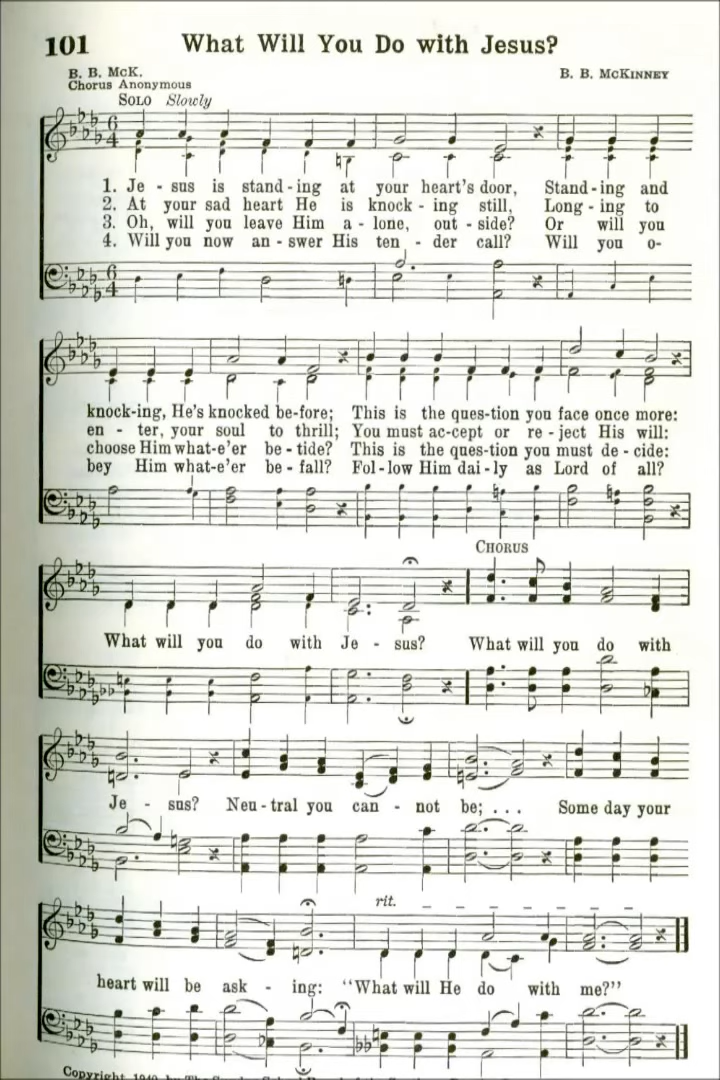 101 What Will You Do with Jesus?
B. B. McK. B. B. McKinney
Chorus Anonymous
Solo Slowly
1. Je - sus is stand - ing at your heart's door, Stand - ing and
2. At your sad heart He is knock - ing still, Long - ing to
3. Oh, will you leave Him a - lone, out - side? Or will you
4. Will you now an - swer His ten - der call? Will you o-
knock-ing, He's knocked be-fore; This is the ques-tion you face once more:
en - ter, your soul to thrill; You must ac-cept or re - ject His will:
choose Him what-e'er be - tide? This is the ques-tion you must de - cide:
bey Him what-e'er be - fall? Fol-low Him dai-ly as Lord of all?
Chorus
What will you do with Je - sus? What will you do with
Je - sus? Neu - tral you can - not be; . . . Some day your
rit.
heart will be ask - ing: "What will He do with me?"